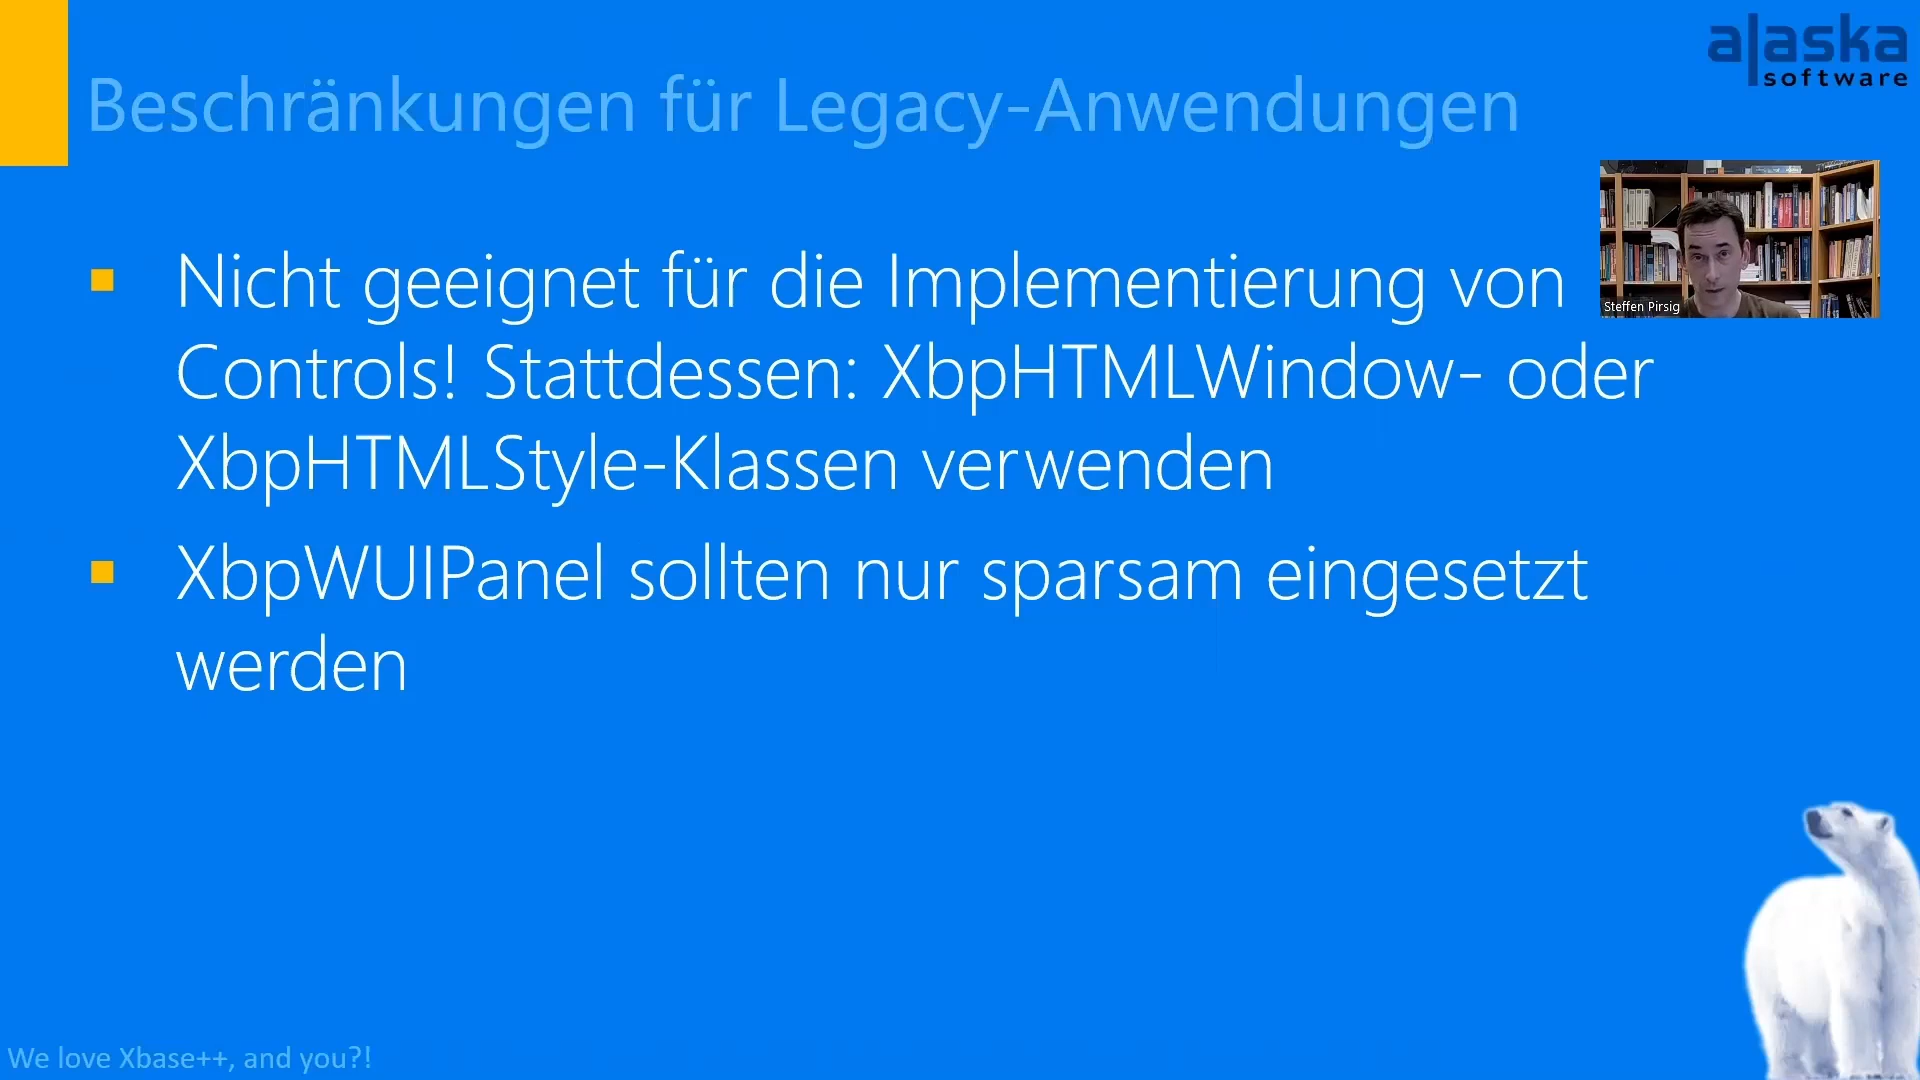 alaska
software
Beschränkungen für Legacy-Anwendungen
Nicht geeignet für die Implementierung von
Controls! Stattdessen: XbpHTMLWindow- oder
XbpHTMLStyle-Klassen verwenden
XbpWUIPanel sollten nur sparsam eingesetzt
werden
Steffen Pirsig
We love Xbase++, and you?!